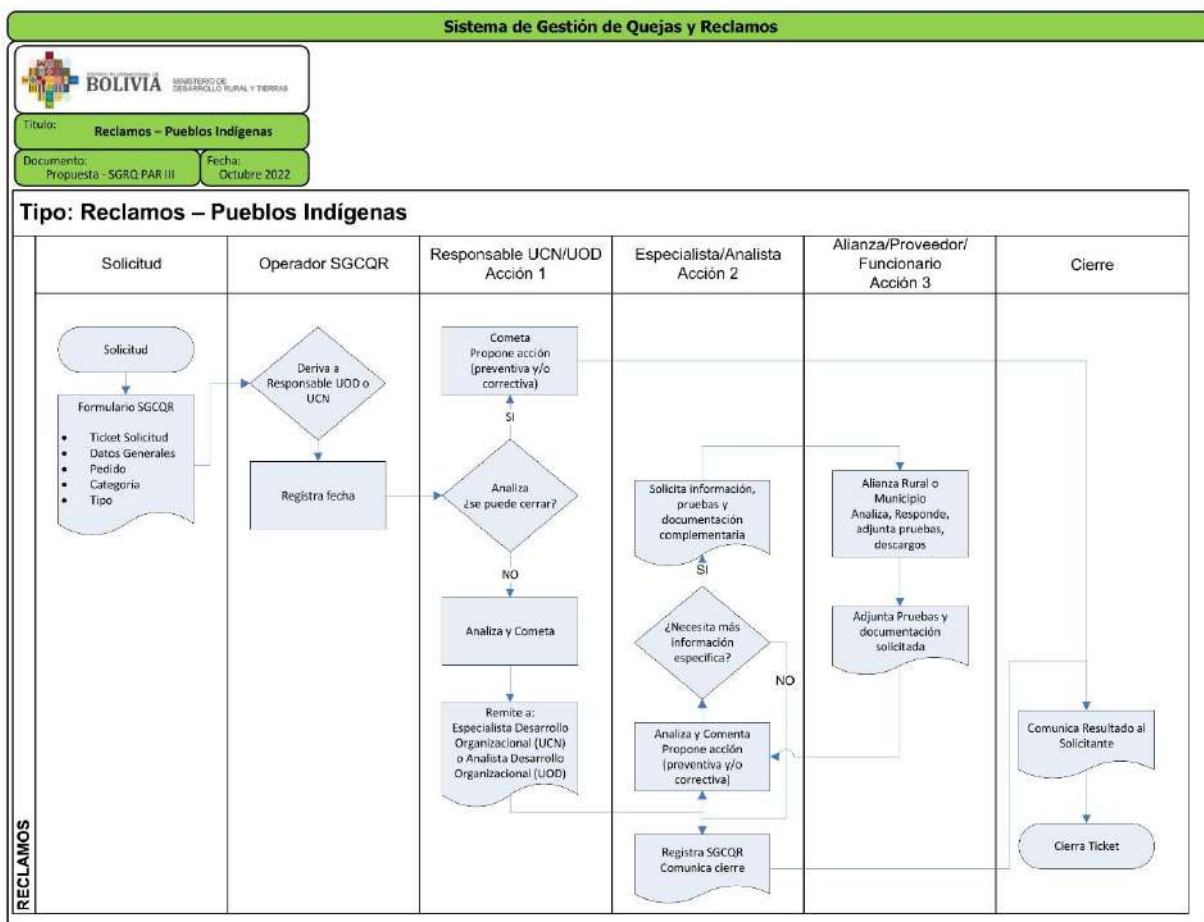 Sistema de Gestión de Quejas y Reclamos
BOLIVIA
MINISTERIO DE
DESARROLLO RURAL Y TIERRAS
Título:
Reclamos – Pueblos Indígenas
Documento:
Propuesta - SGRQ PAR III
Fecha:
Octubre 2022
Tipo: Reclamos – Pueblos Indígenas
RECLAMOS
Solicitud
Operador SGCQR
Responsable UCN/UOD
Acción 1
Especialista/Analista
Acción 2
Alianza/Proveedor/
Funcionario
Acción 3
Cierre
Solicitud
Formulario SGCQR
• Ticket Solicitud
• Datos Generales
• Pedido
• Categoría
• Tipo
Deriva a
Responsable UOD o
UCN
Registra fecha
Cometa
Propone acción
(preventiva y/o
correctiva)
SI
Analiza
¿se puede cerrar?
NO
Analiza y Cometa
Remite a:
Especialista Desarrollo
Organizacional (UCN)
o Analista Desarrollo
Organizacional (UOD)
Solicita información,
pruebas y
documentación
complementaria
SI
¿Necesita más
información
específica?
NO
Analiza y Comenta
Propone acción
(preventiva y/o
correctiva)
Registra SGCQR
Comunica cierre
Alianza Rural o
Municipio
Analiza, Responde,
adjunta pruebas,
descargos
Adjunta Pruebas y
documentación
solicitada
Comunica Resultado al
Solicitante
Cierra Ticket